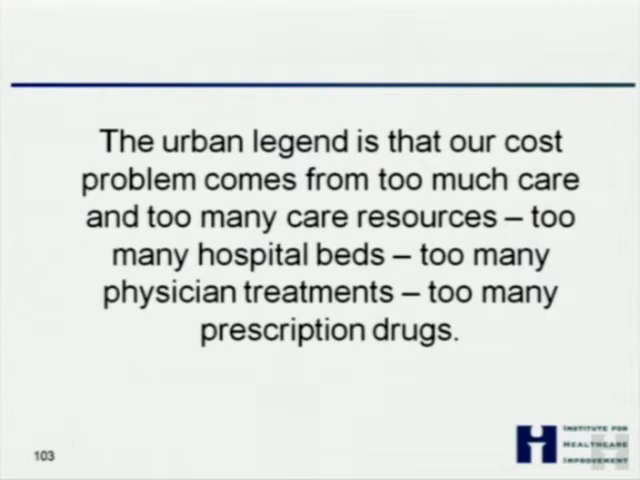 The urban legend is that our cost
problem comes from too much care
and too many care resources – too
many hospital beds – too many
physician treatments – too many
prescription drugs.
103
INSTITUTE FOR
HEALTHCARE
IMPROVEMENT